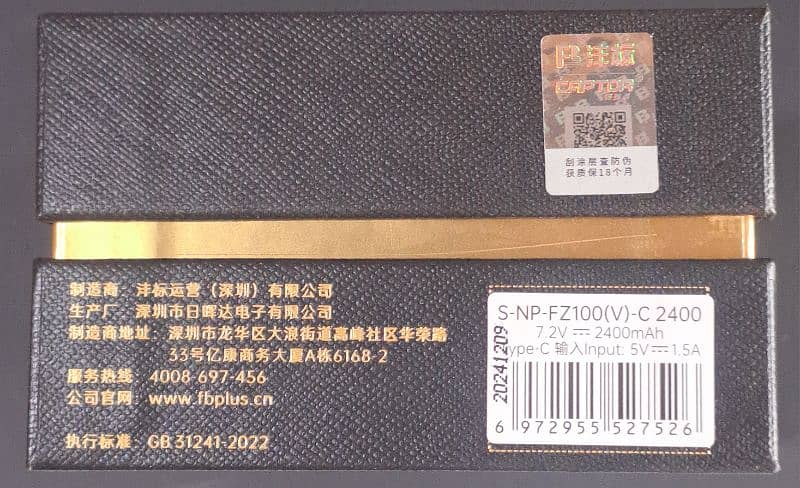 沣标
CAPTOR
刮涂层查防伪
获质保18个月
制造商 沣标运营（深圳）有限公司
生产厂: 深圳市日晖达电子有限公司
制造商地址: 深圳市龙华区大浪街道高峰社区华荣路
33号亿康商务大厦A栋6168-2
服务热线: 4008-697-456
公司官网: www.fbplus.cn
执行标准: GB 31241-2022
S-NP-FZ100(V)-C 2400
7.2V ⎓ 2400mAh
ype-C 输入Input: 5V⎓1.5A
20241209
6 972955 527526